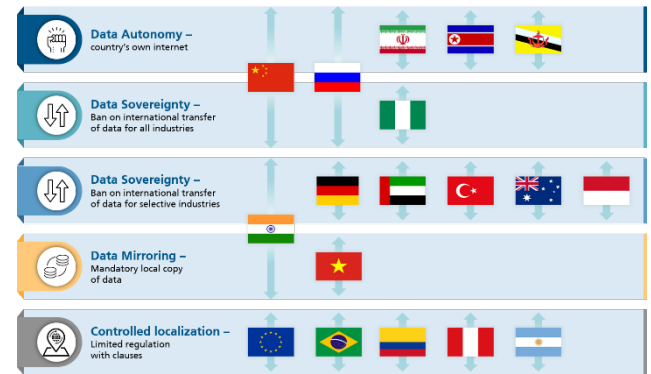 Data Autonomy –
country's own internet
Data Sovereignty –
Ban on international transfer
of data for all industries
Data Sovereignty –
Ban on international transfer
of data for selective industries
Data Mirroring –
Mandatory local copy
of data
Controlled localization –
Limited regulation
with clauses